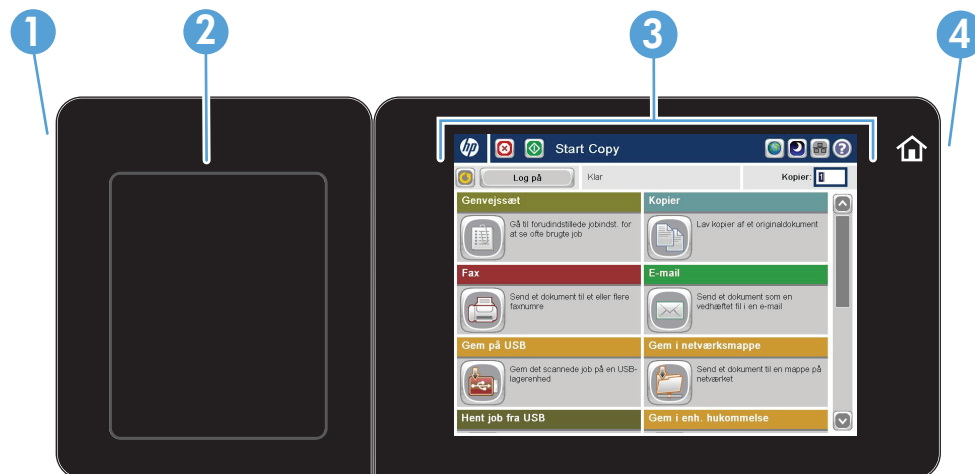 1
2
3
4
hp
Start Copy
?
Log på
Klar
Kopier: 1
Genvejssæt
Gå til forudindstillede jobindst. for
at se ofte brugte job
Kopier
Lav kopier af et originaldokument
Fax
Send et dokument til et eller flere
faxnumre
E-mail
Send et dokument som en
vedhæftet fil i en e-mail
Gem på USB
Gem det scannede job på en USB-
lagerenhed
Gem i netværksmappe
Send et dokument til en mappe på
netværket
Hent job fra USB
Gem i enh. hukommelse